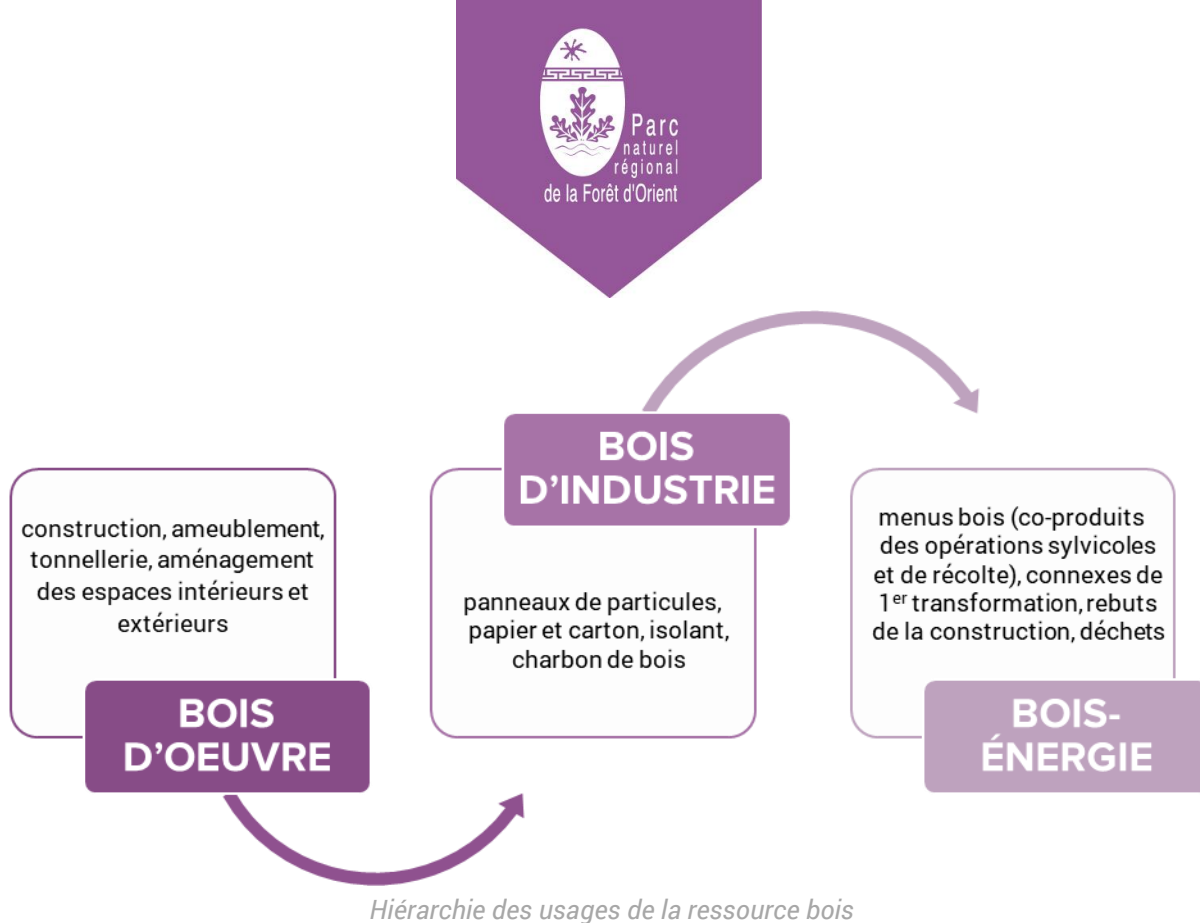 Parc
naturel
régional
de la Forêt d'Orient
construction, ameublement,
tonnellerie, aménagement
des espaces intérieurs et
extérieurs
BOIS
D'OEUVRE
BOIS
D'INDUSTRIE
panneaux de particules,
papier et carton, isolant,
charbon de bois
menus bois (co-produits
des opérations sylvicoles
et de récolte), connexes de
1er transformation, rebuts
de la construction, déchets
BOIS-
ÉNERGIE
Hiérarchie des usages de la ressource bois